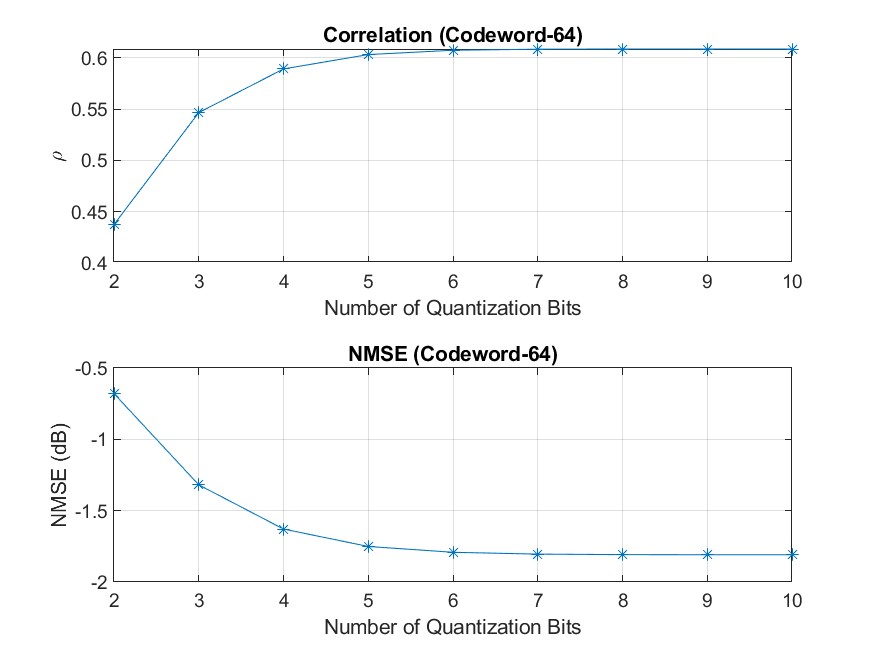 Correlation (Codeword-64)
0.6
0.55
0.5
0.45
0.4
ρ
2 3 4 5 6 7 8 9 10
Number of Quantization Bits
NMSE (Codeword-64)
-0.5
-1
-1.5
-2
NMSE (dB)
2 3 4 5 6 7 8 9 10
Number of Quantization Bits